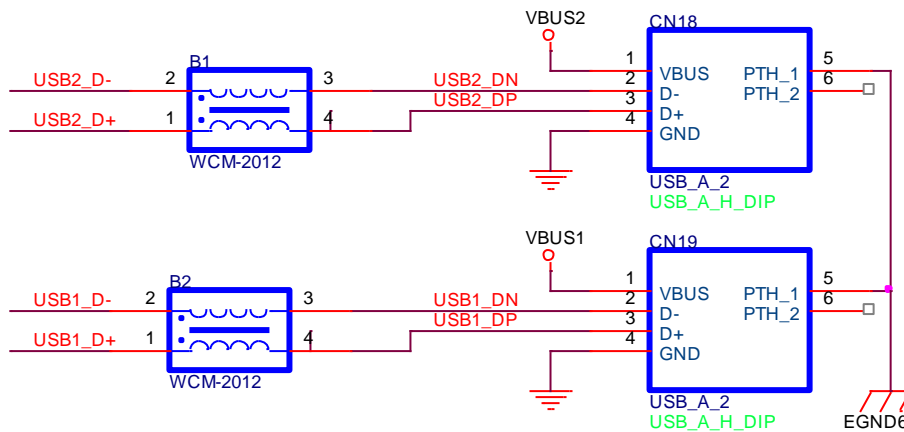 VBUS2
CN18
B1
USB2_D-
2
3
USB2_DN
1
VBUS
PTH_1
5
2
D-
PTH_2
6
USB2_D+
1
4
USB2_DP
3
D+
4
GND
WCM-2012
USB_A_2
USB_A_H_DIP
VBUS1
CN19
B2
USB1_D-
2
3
USB1_DN
1
VBUS
PTH_1
5
2
D-
PTH_2
6
USB1_D+
1
4
USB1_DP
3
D+
4
GND
WCM-2012
USB_A_2
USB_A_H_DIP
EGND6